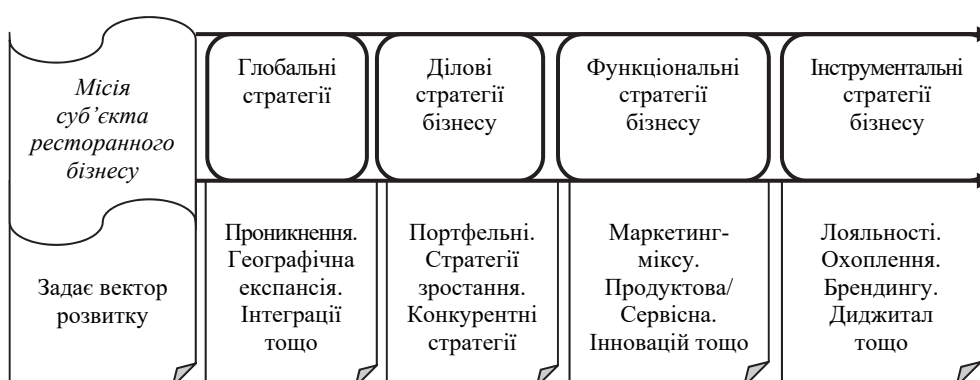 Місія
суб’єкта
ресторанного
бізнесу
Глобальні
стратегії
Ділові
стратегії
бізнесу
Функціональні
стратегії
бізнесу
Інструментальні
стратегії
бізнесу
Задає вектор
розвитку
Проникнення.
Географічна
експансія.
Інтеграції
тощо
Портфельні.
Стратегії
зростання.
Конкурентні
стратегії
Маркетинг-
міксу.
Продуктова/
Сервісна.
Інновацій тощо
Лояльності.
Охоплення.
Брендингу.
Диджитал
тощо